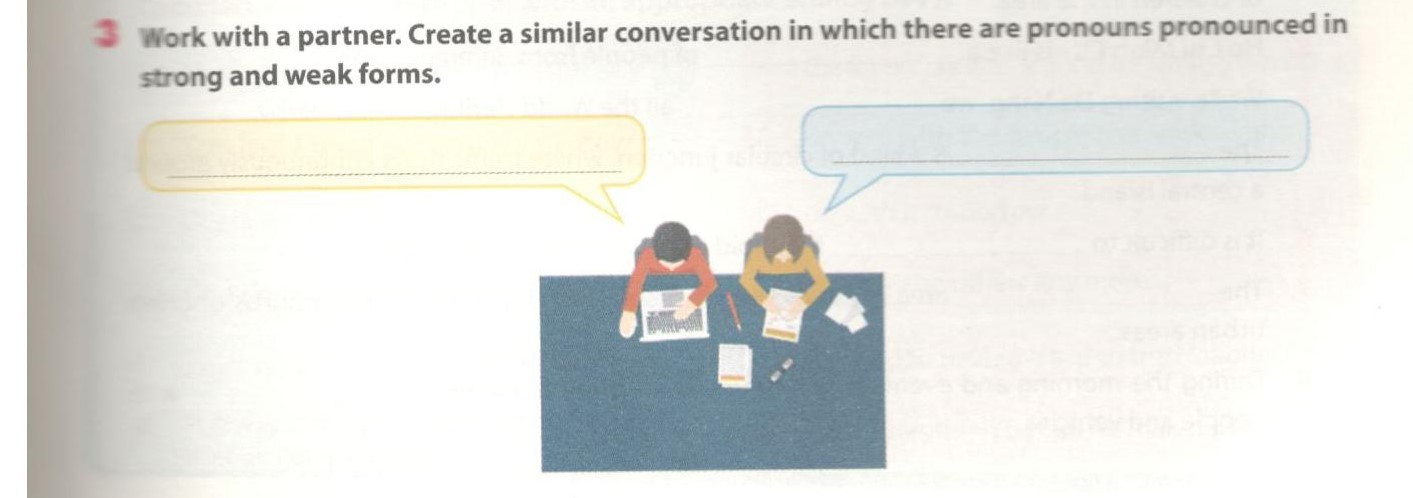 3 Work with a partner. Create a similar conversation in which there are pronouns pronounced in
strong and weak forms.